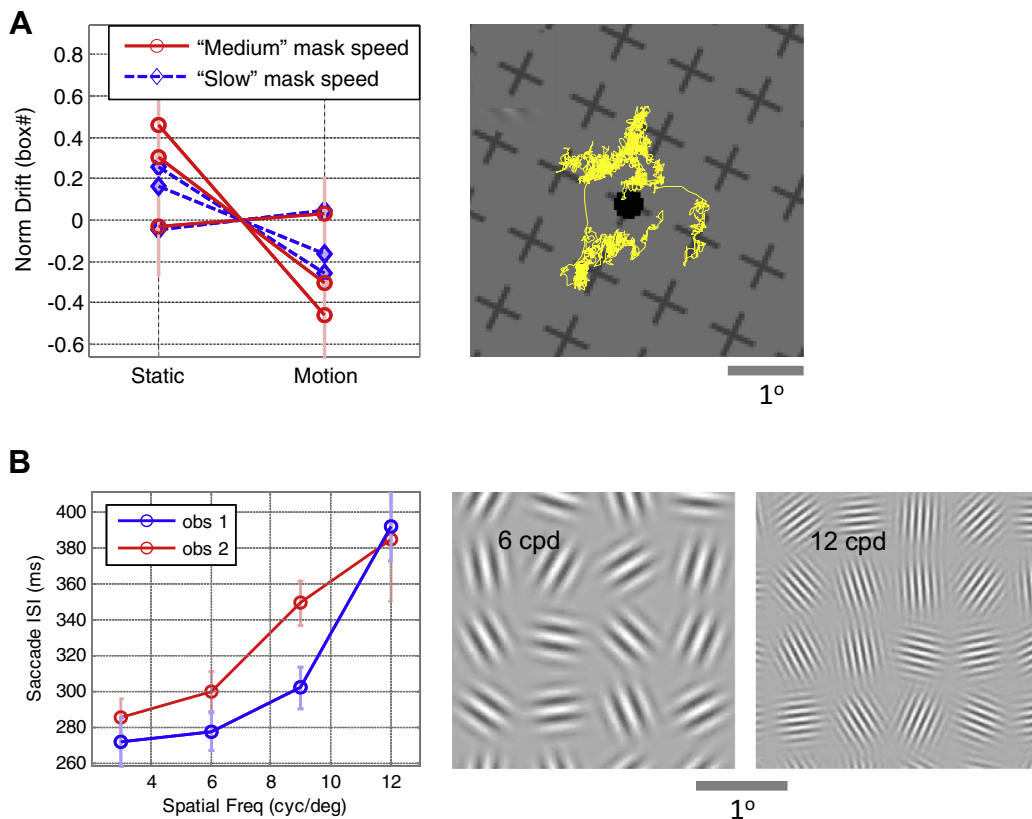 A
0.8
0.6
0.4
0.2
0
-0.2
-0.4
-0.6
Norm Drift (box#)
"Medium" mask speed
"Slow" mask speed
Static
Motion
1º
B
400
380
360
340
320
300
280
260
Saccade ISI (ms)
obs 1
obs 2
4
6
8
10
12
Spatial Freq (cyc/deg)
6 cpd
12 cpd
1º